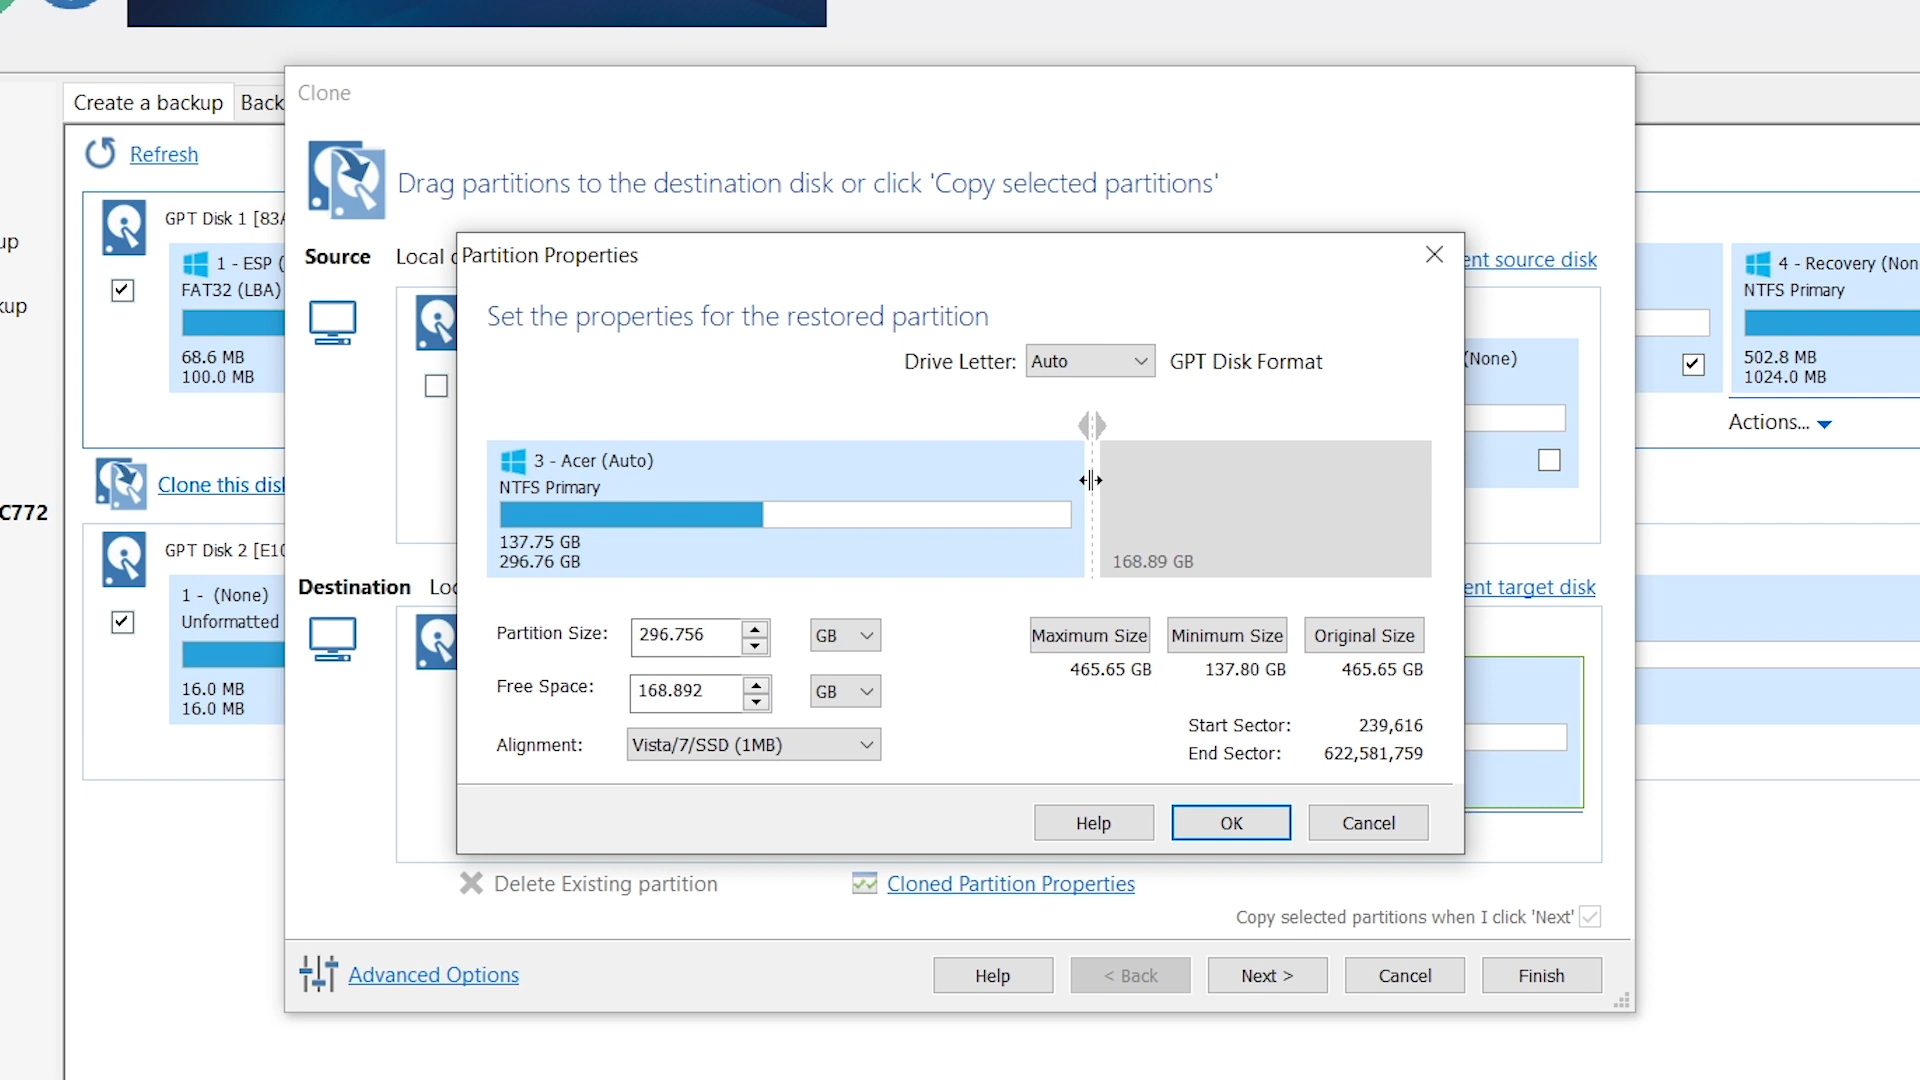 Create a backup
Back
Refresh
GPT Disk 1 [83A
1 - ESP (
FAT32 (LBA)
68.6 MB
100.0 MB
up
kup
C772
Clone this disk
GPT Disk 2 [E10
1 - (None)
Unformatted
16.0 MB
16.0 MB
Clone
Drag partitions to the destination disk or click 'Copy selected partitions'
Source
Local
Destination
Loc
ent source disk
(None)
ent target disk
Partition Properties
Set the properties for the restored partition
Drive Letter: Auto GPT Disk Format
3 - Acer (Auto)
NTFS Primary
137.75 GB
296.76 GB
168.89 GB
Partition Size: 296.756 GB
Free Space: 168.892 GB
Alignment: Vista/7/SSD (1MB)
Maximum Size Minimum Size Original Size
465.65 GB 137.80 GB 465.65 GB
Start Sector: 239,616
End Sector: 622,581,759
Help OK Cancel
Delete Existing partition
Cloned Partition Properties
Copy selected partitions when I click 'Next'
Advanced Options
Help < Back Next > Cancel Finish
4 - Recovery (Non
NTFS Primary
502.8 MB
1024.0 MB
Actions...